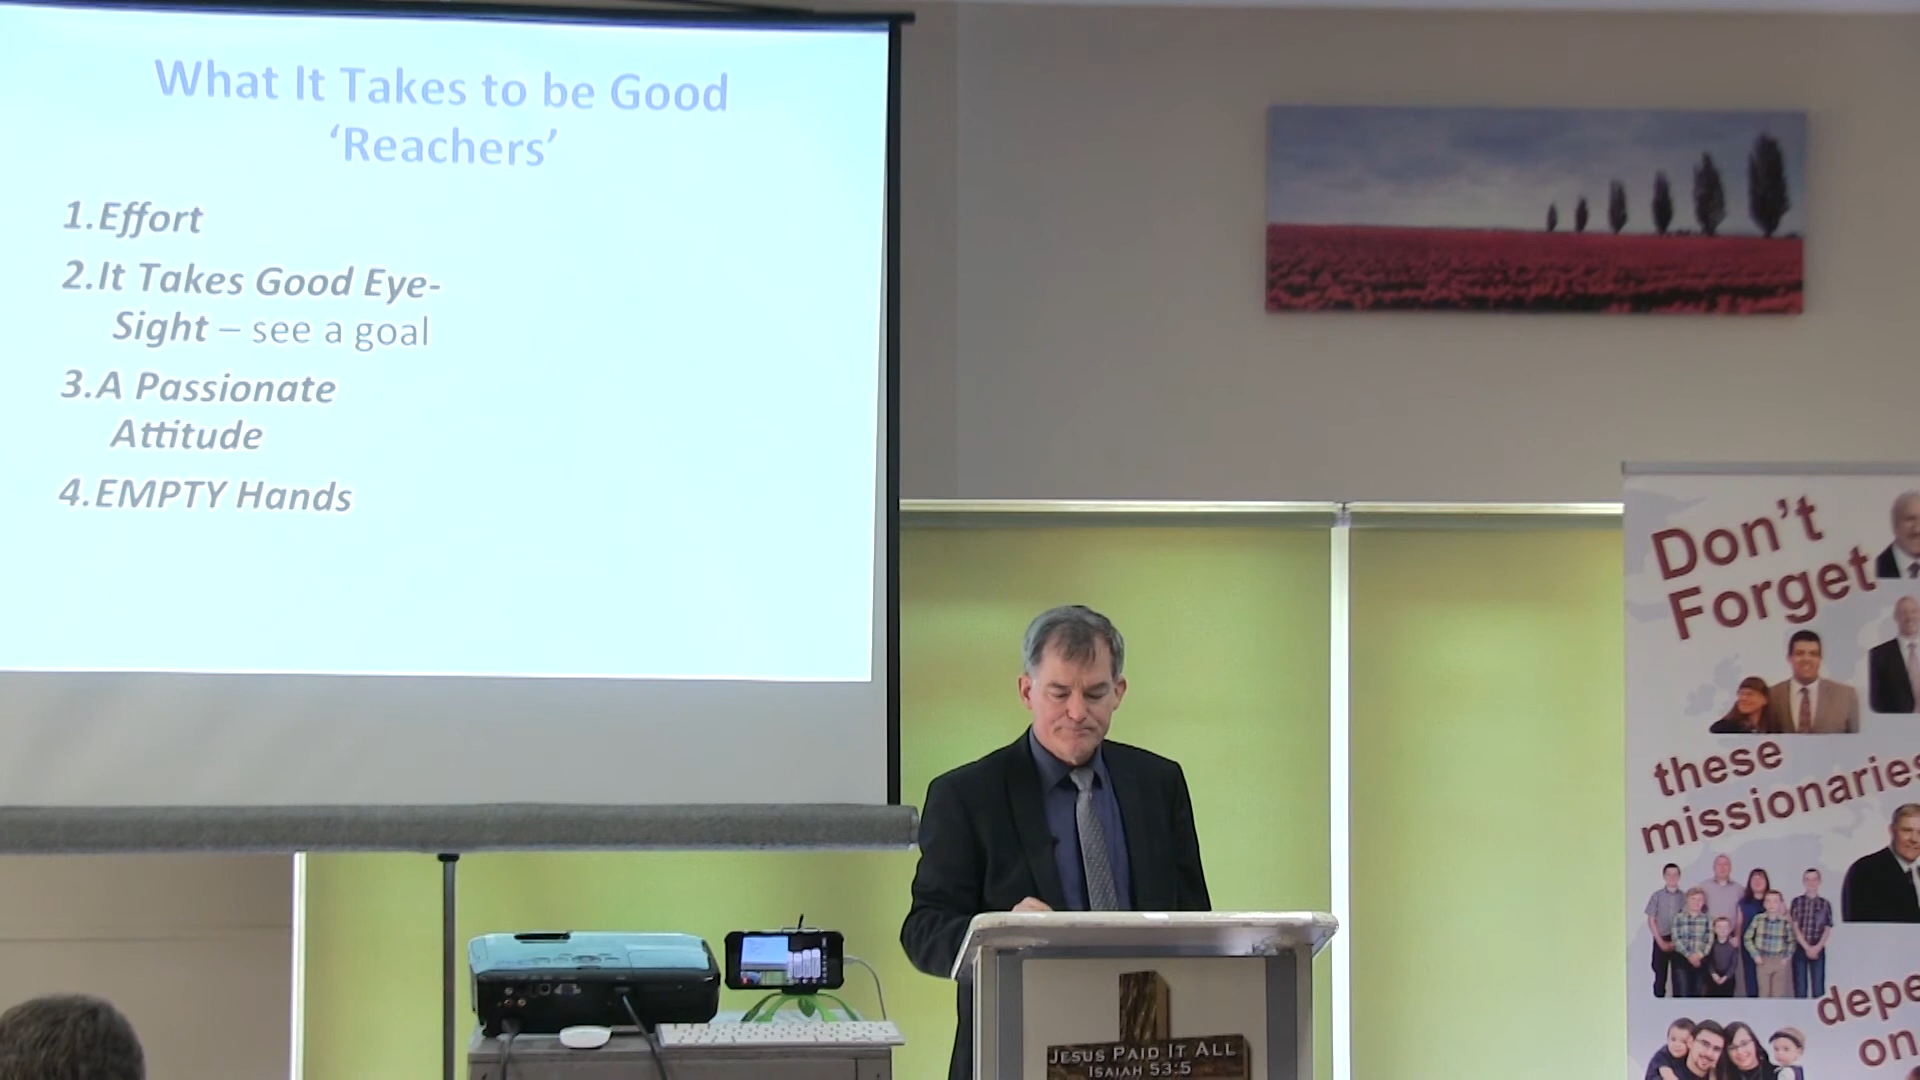 What It Takes to be Good
‘Reachers’
1.Effort
2.It Takes Good Eye-
Sight – see a goal
3.A Passionate
Attitude
4.EMPTY Hands
Don't
Forget
these
missionaries
depe
on
JESUS PAID IT ALL
ISAIAH 53:5